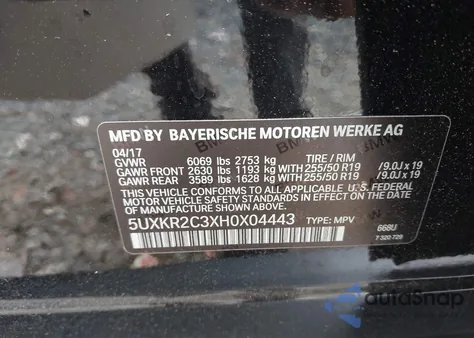 MFD BY BAYERISCHE MOTOREN WERKE AG
04/17
GVWR 6069 lbs 2753 kg TIRE / RIM
GAWR FRONT 2630 lbs 1193 kg WITH 255/50 R19 /9.0J x 19
GAWR REAR 3589 lbs 1628 kg WITH 255/50 R19 /9.0J x 19
THIS VEHICLE CONFORMS TO ALL APPLICABLE U.S. FEDERAL
MOTOR VEHICLE SAFETY STANDARDS IN EFFECT ON THE DATE
OF MANUFACTURE SHOWN ABOVE.
5UXKR2C3XH0X04443 TYPE: MPV
668U
7 320 729
autoSnap